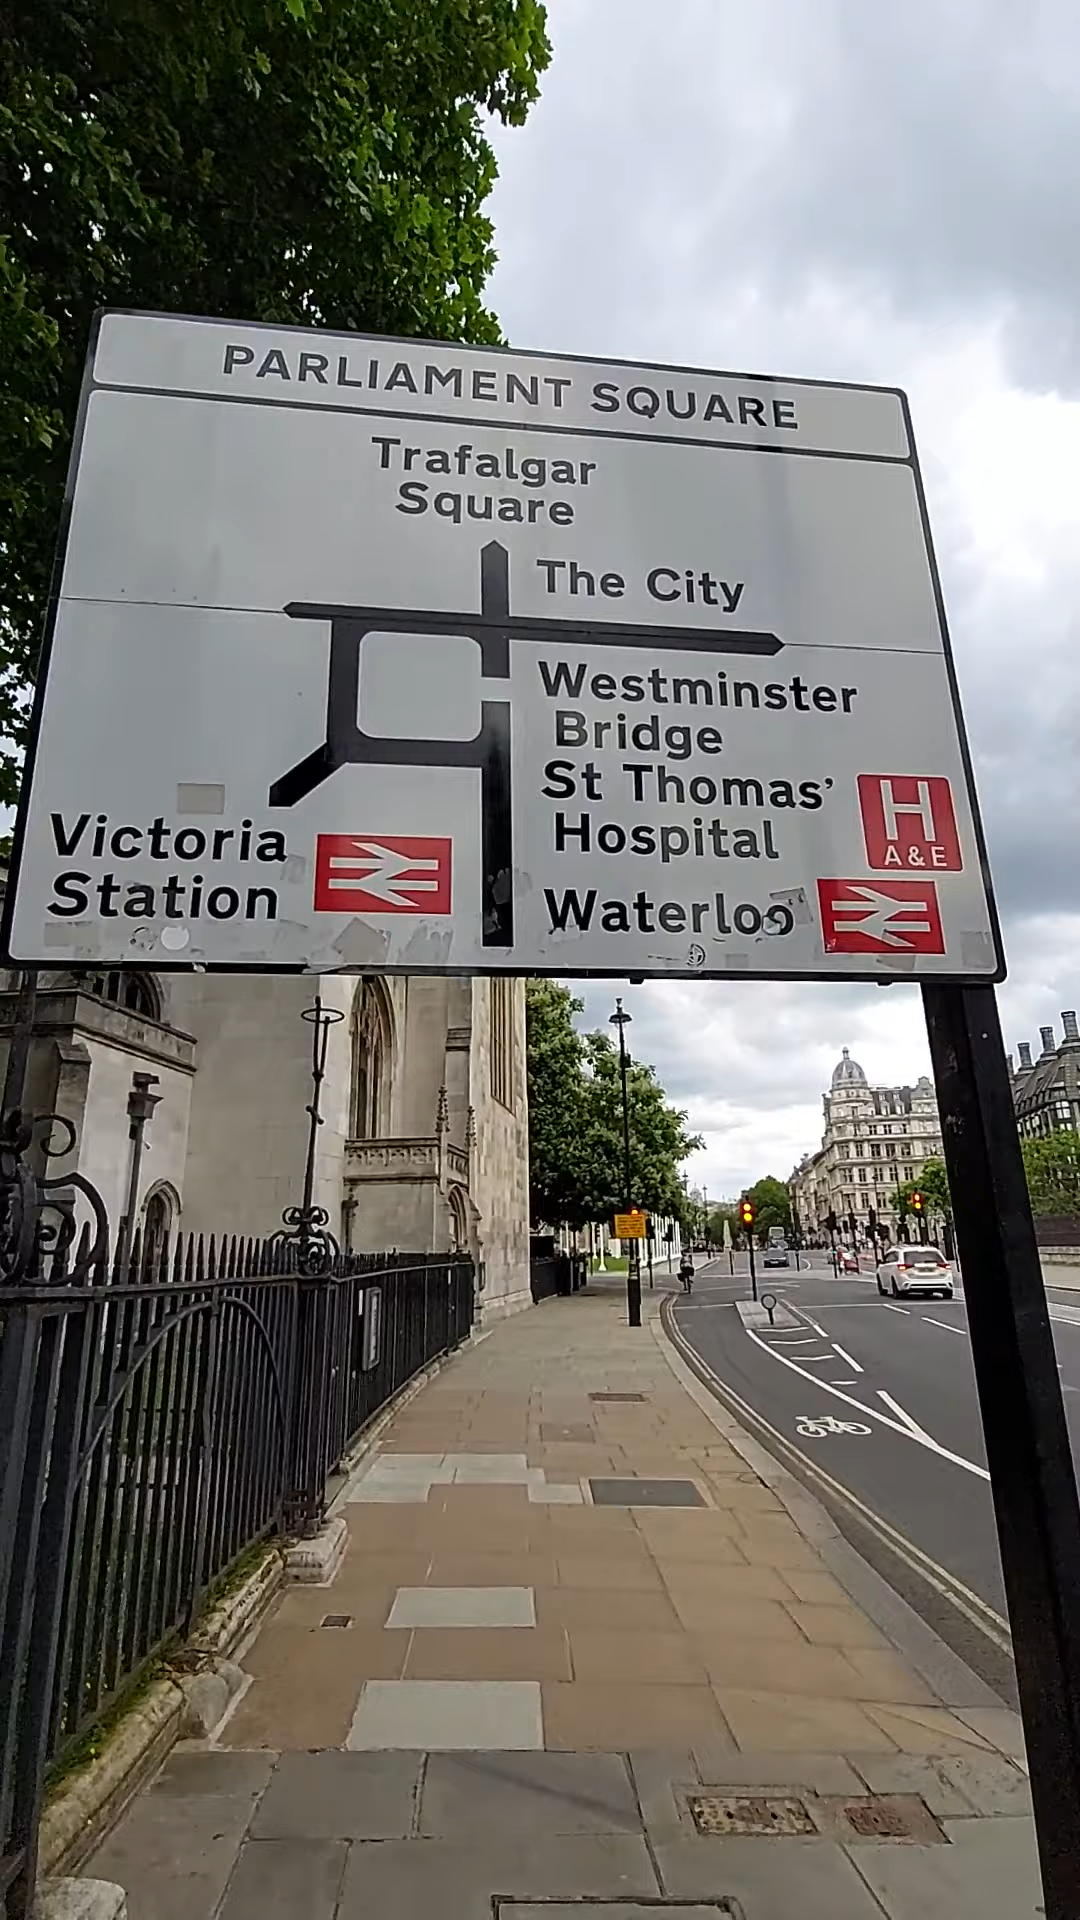 PARLIAMENT SQUARE
Trafalgar
Square
The City
Westminster
Bridge
St Thomas'
Hospital
H
A & E
Victoria
Station
Waterloo